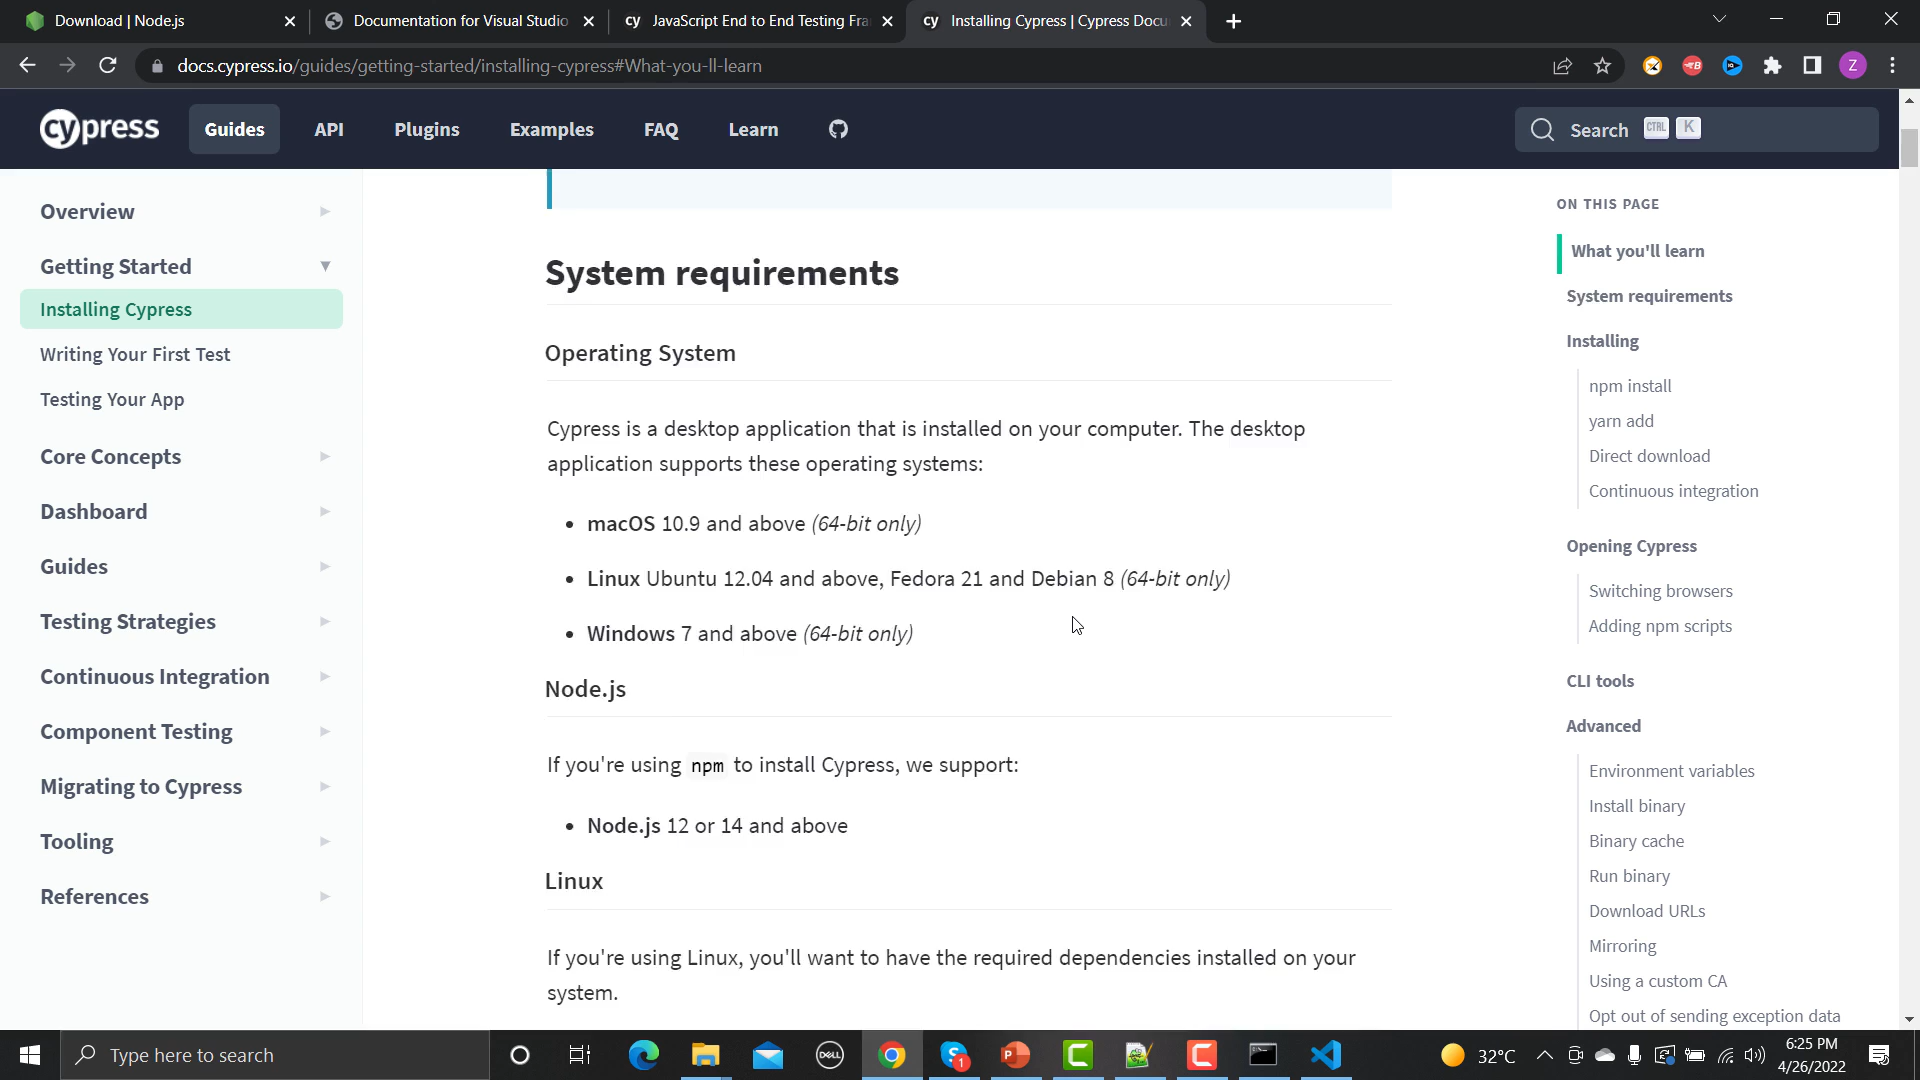 Download | Node.js
Documentation for Visual Studio
cy JavaScript End to End Testing Fra
cy Installing Cypress | Cypress Docu
docs.cypress.io/guides/getting-started/installing-cypress#What-you-ll-learn
Z
cypress
Guides
API
Plugins
Examples
FAQ
Learn
Search CTRL K
Overview
Getting Started
Installing Cypress
Writing Your First Test
Testing Your App
Core Concepts
Dashboard
Guides
Testing Strategies
Continuous Integration
Component Testing
Migrating to Cypress
Tooling
References
System requirements
Operating System
Cypress is a desktop application that is installed on your computer. The desktop
application supports these operating systems:
• macOS 10.9 and above (64-bit only)
• Linux Ubuntu 12.04 and above, Fedora 21 and Debian 8 (64-bit only)
• Windows 7 and above (64-bit only)
Node.js
If you're using npm to install Cypress, we support:
• Node.js 12 or 14 and above
Linux
If you're using Linux, you'll want to have the required dependencies installed on your
system.
ON THIS PAGE
What you'll learn
System requirements
Installing
npm install
yarn add
Direct download
Continuous integration
Opening Cypress
Switching browsers
Adding npm scripts
CLI tools
Advanced
Environment variables
Install binary
Binary cache
Run binary
Download URLs
Mirroring
Using a custom CA
Opt out of sending exception data
Type here to search
DELL
S
1
P
C
C
32°C
6:25 PM
4/26/2022